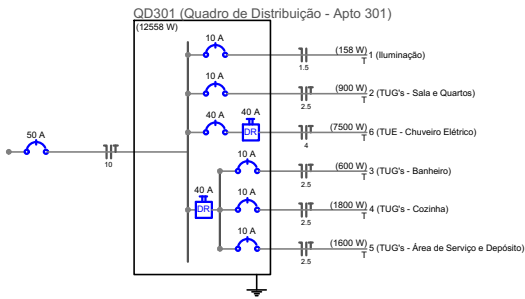 QD301 (Quadro de Distribuição - Apto 301)
(12558 W)
10 A
(158 W) 1 (Iluminação)
T
1.5
10 A
(900 W) 2 (TUG's - Sala e Quartos)
T
2.5
40 A
40 A
DR
(7500 W) 6 (TUE - Chuveiro Elétrico)
T
4
50 A
10
10 A
(600 W) 3 (TUG's - Banheiro)
T
2.5
40 A
DR
10 A
(1800 W) 4 (TUG's - Cozinha)
T
2.5
10 A
(1600 W) 5 (TUG's - Área de Serviço e Depósito)
T
2.5